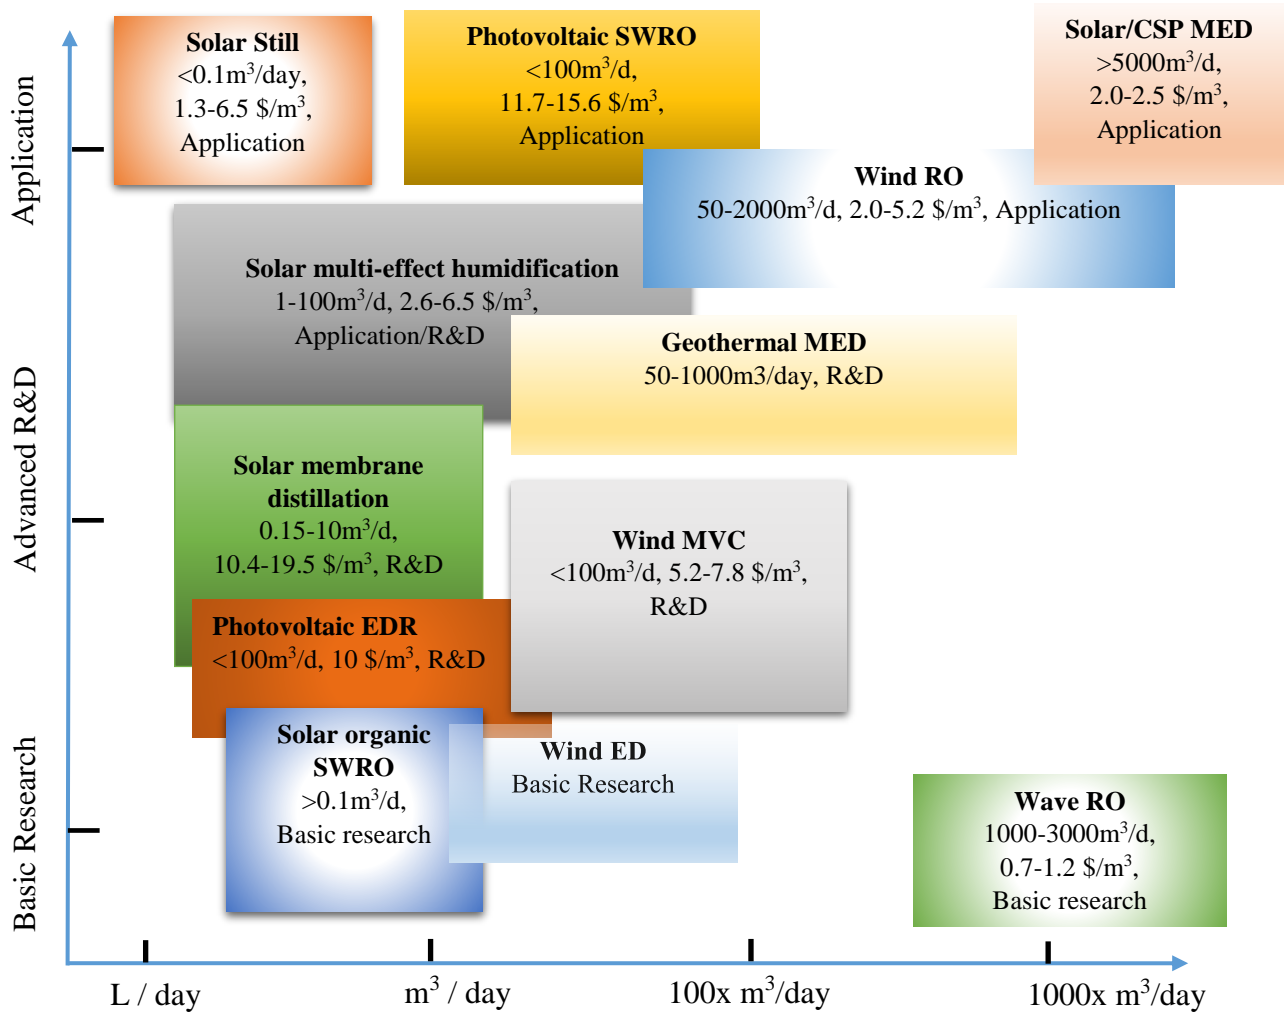 Application
Advanced R&D
Basic Research
Solar Still
<0.1m³/day,
1.3-6.5 $/m³,
Application
Photovoltaic SWRO
<100m³/d,
11.7-15.6 $/m³,
Application
Solar/CSP MED
>5000m³/d,
2.0-2.5 $/m³,
Application
Wind RO
50-2000m³/d, 2.0-5.2 $/m³, Application
Solar multi-effect humidification
1-100m³/d, 2.6-6.5 $/m³,
Application/R&D
Geothermal MED
50-1000m3/day, R&D
Solar membrane
distillation
0.15-10m³/d,
10.4-19.5 $/m³, R&D
Wind MVC
<100m³/d, 5.2-7.8 $/m³,
R&D
Photovoltaic EDR
<100m³/d, 10 $/m³, R&D
Solar organic
SWRO
>0.1m³/d,
Basic research
Wind ED
Basic Research
Wave RO
1000-3000m³/d,
0.7-1.2 $/m³,
Basic research
L / day
m³ / day
100x m³/day
1000x m³/day